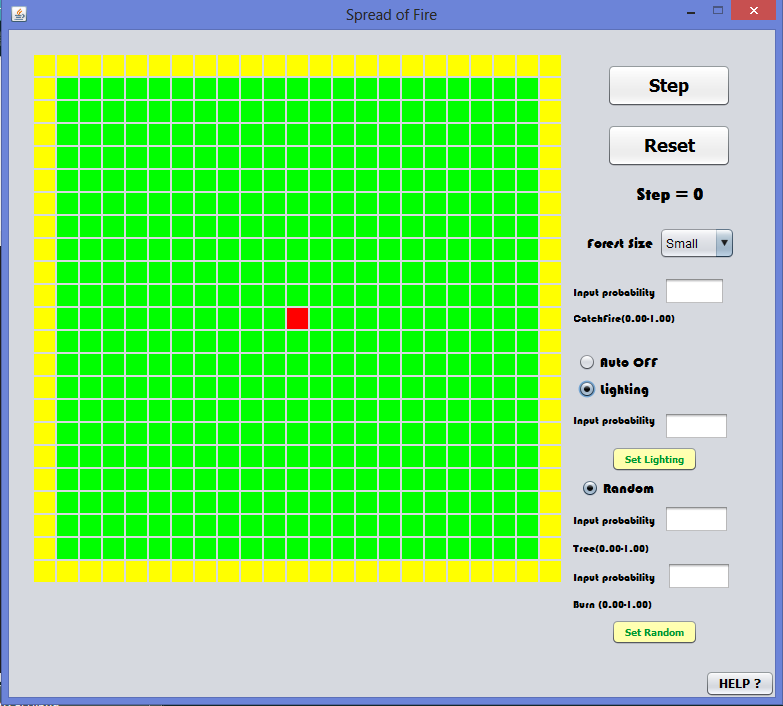 Spread of Fire
Step
Reset
Step = 0
Forest Size Small
Input probability
CatchFire(0.00-1.00)
Auto OFF
Lighting
Input probability
Set Lighting
Random
Input probability
Tree(0.00-1.00)
Input probability
Burn (0.00-1.00)
Set Random
HELP ?